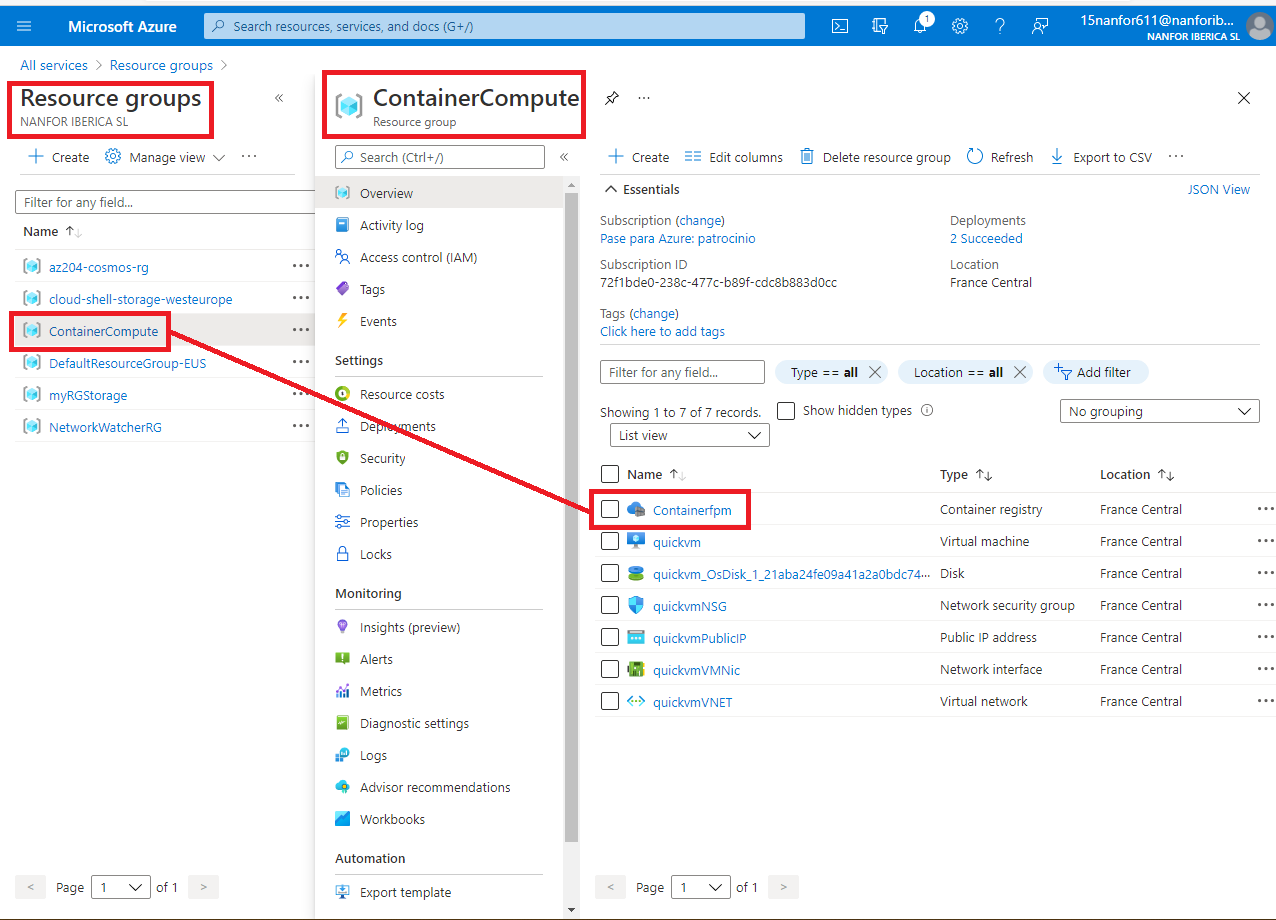 Microsoft Azure
Search resources, services, and docs (G+/)
1
15nanfor611@nanforib...
NANFOR IBERICA SL
All services > Resource groups >
Resource groups
NANFOR IBERICA SL
«
+ Create
Manage view
...
Filter for any field...
Name ↑↓
az204-cosmos-rg ...
cloud-shell-storage-westeurope ...
ContainerCompute ...
DefaultResourceGroup-EUS ...
myRGStorage ...
NetworkWatcherRG ...
< Page 1 of 1 >
ContainerCompute
Resource group
...
Search (Ctrl+/)
«
Overview
Activity log
Access control (IAM)
Tags
Events
Settings
Resource costs
Deployments
Security
Policies
Properties
Locks
Monitoring
Insights (preview)
Alerts
Metrics
Diagnostic settings
Logs
Advisor recommendations
Workbooks
Automation
Export template
+ Create Edit columns Delete resource group Refresh Export to CSV ...
Essentials
JSON View
Subscription (change)
Pase para Azure: patrocinio
Subscription ID
72f1bde0-238c-477c-b89f-cdc8b883d0cc
Tags (change)
Click here to add tags
Deployments
2 Succeeded
Location
France Central
Filter for any field...
Type == all
Location == all
Add filter
Showing 1 to 7 of 7 records.
Show hidden types
No grouping
List view
Name ↑↓ Type ↑↓ Location ↑↓
Containerfpm Container registry France Central ...
quickvm Virtual machine France Central ...
quickvm_OsDisk_1_21aba24fe09a41a2a0bdc74... Disk France Central ...
quickvmNSG Network security group France Central ...
quickvmPublicIP Public IP address France Central ...
quickvmVMNic Network interface France Central ...
quickvmVNET Virtual network France Central ...
< Page 1 of 1 >